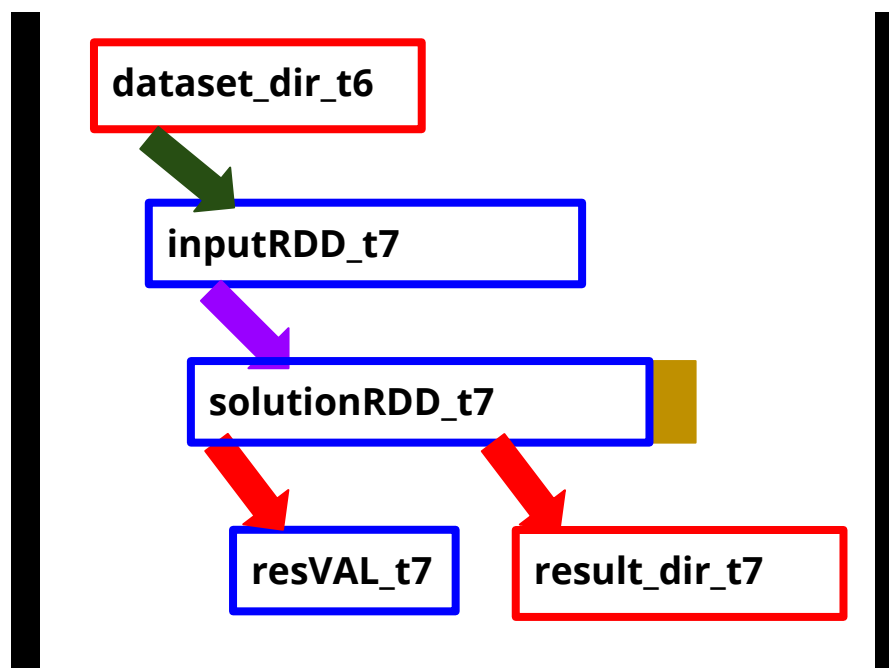 dataset_dir_t6
inputRDD_t7
solutionRDD_t7
resVAL_t7
result_dir_t7